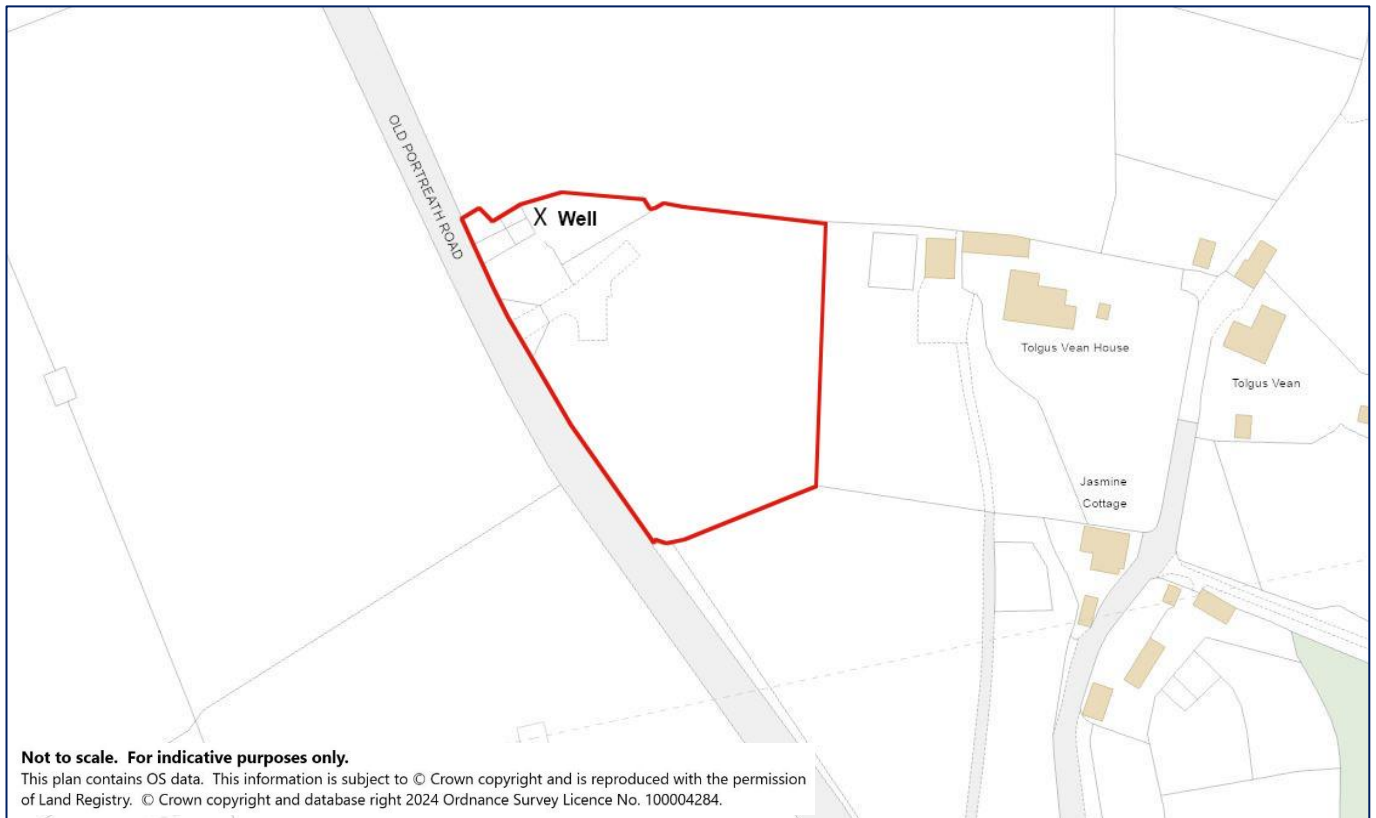 OLD PORTREATH ROAD
X Well
Tolgus Vean House
Tolgus Vean
Jasmine
Cottage
Not to scale. For indicative purposes only.
This plan contains OS data. This information is subject to © Crown copyright and is reproduced with the permission
of Land Registry. © Crown copyright and database right 2024 Ordnance Survey Licence No. 100004284.